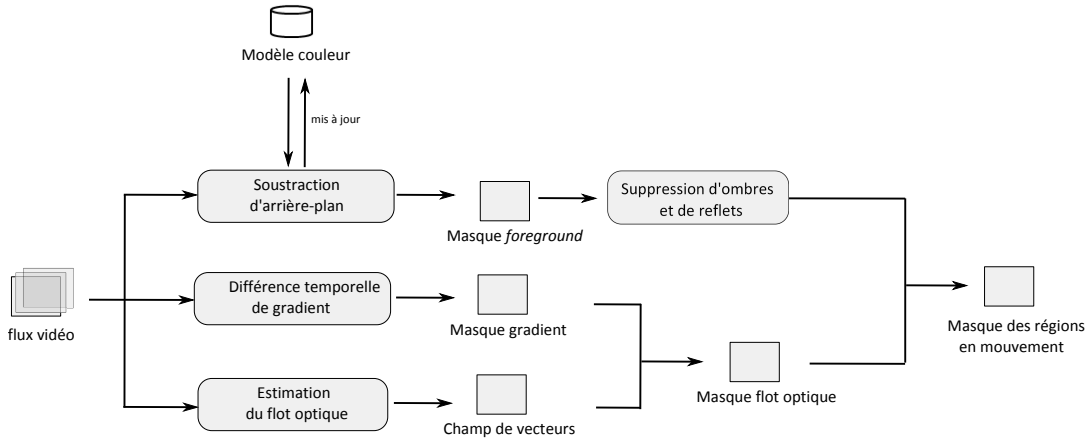 Modèle couleur
mis à jour
Soustraction
d'arrière-plan
Masque foreground
Suppression d'ombres
et de reflets
flux vidéo
Différence temporelle
de gradient
Masque gradient
Masque des régions
en mouvement
Estimation
du flot optique
Champ de vecteurs
Masque flot optique